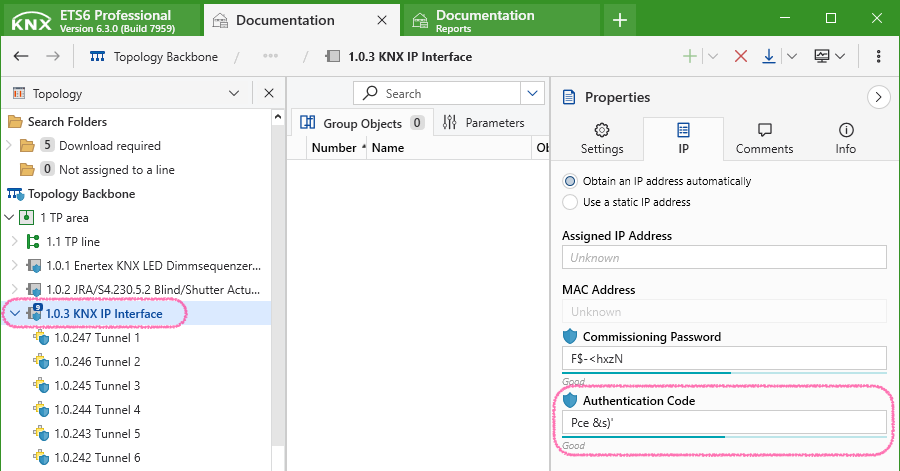 KNX
ETS6 Professional
Version 6.3.0 (Build 7959)
Documentation
Documentation
Reports
Topology Backbone
1.0.3 KNX IP Interface
Topology
Search Folders
5 Download required
0 Not assigned to a line
Topology Backbone
1 TP area
1.1 TP line
1.0.1 Enertex KNX LED Dimmsequenzer...
1.0.2 JRA/S4.230.5.2 Blind/Shutter Actu...
9
1.0.3 KNX IP Interface
1.0.247 Tunnel 1
1.0.246 Tunnel 2
1.0.245 Tunnel 3
1.0.244 Tunnel 4
1.0.243 Tunnel 5
1.0.242 Tunnel 6
Search
Group Objects 0
Parameters
Number Name Ob
Properties
Settings IP Comments Info
Obtain an IP address automatically
Use a static IP address
Assigned IP Address
Unknown
MAC Address
Unknown
Commissioning Password
F$-<hxzN
Good
Authentication Code
Pce &s)'
Good